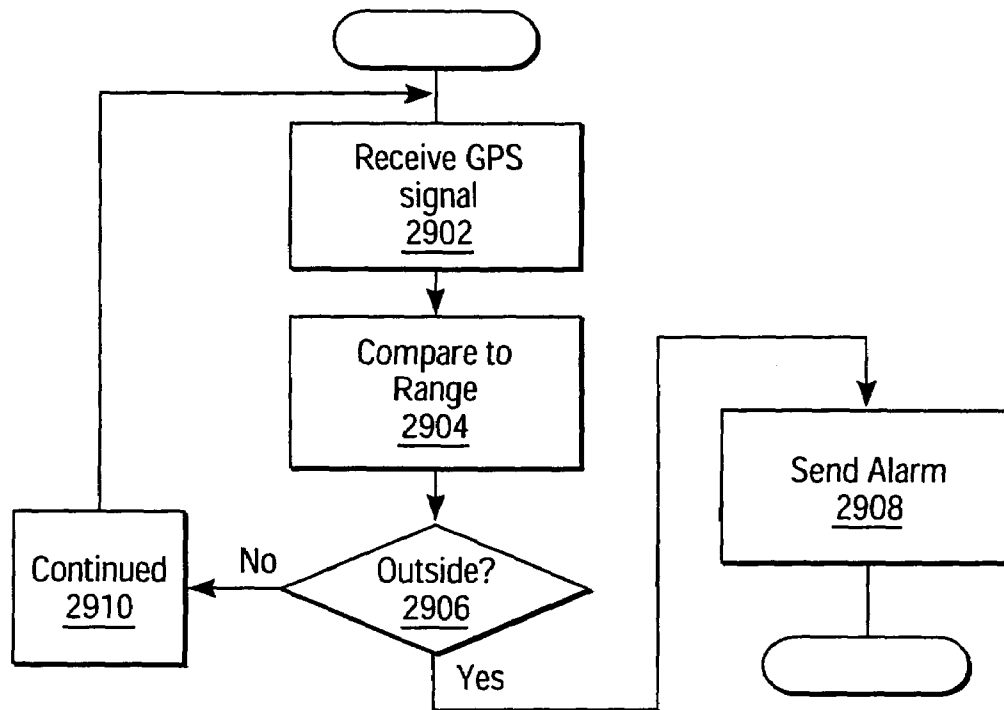 Receive GPS
signal
2902
Compare to
Range
2904
Outside?
2906
No
Yes
Continued
2910
Send Alarm
2908